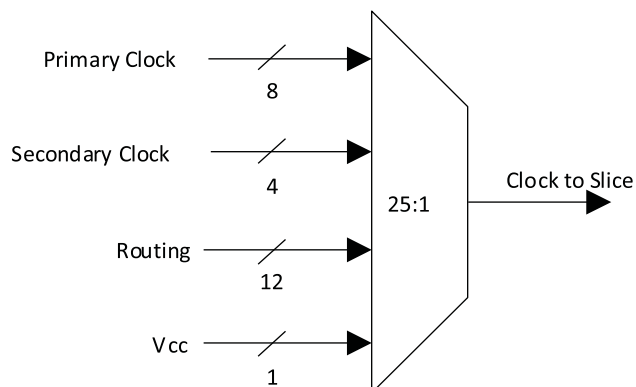 Primary Clock
8
Secondary Clock
4
Routing
12
Vcc
1
25:1
Clock to Slice